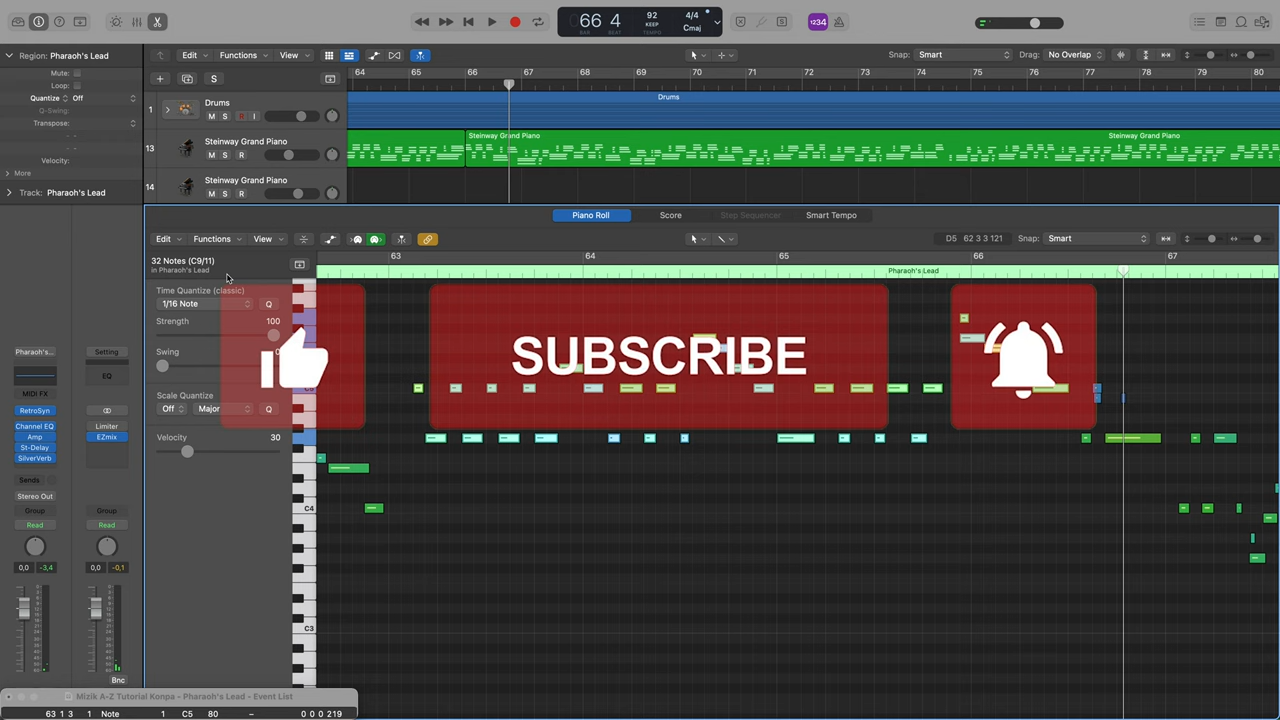 66 4
BAR BEAT
92
KEEP
TEMPO
4/4
Cmaj
1234
Region: Pharaoh's Lead
Mute:
Loop:
Quantize Off
Q-Swing:
Transpose:
Velocity:
More
Track: Pharaoh's Lead
Edit Functions View
Snap: Smart
Drag: No Overlap
S
64 65 66 67 68 69 70 71 72 73 74 75 76 77 78 79 80
1 Drums
M S R I
Drums
13 Steinway Grand Piano
M S R
Steinway Grand Piano
Steinway Grand Piano
14 Steinway Grand Piano
M S R
Piano Roll Score Step Sequencer Smart Tempo
Edit Functions View
D5 62 3 3 121
Snap: Smart
32 Notes (C9/11)
in Pharaoh's Lead
63 64 65 66 67
Pharaoh's Lead
Time Quantize (classic)
1/16 Note Q
Strength 100
Swing
Scale Quantize
Off Major Q
Velocity 30
SUBSCRIBE
C4
C3
Pharaoh's...
Setting
EQ
MIDI FX
RetroSyn
Channel EQ
Amp
St-Delay
SilverVerb
Limiter
EZmix
Sends
Stereo Out
Group Group
Read Read
0,0 -3,4 0,0 -0,1
Bnc
Mizik A-Z Tutorial Konpa - Pharaoh's Lead - Event List
63 1 3 1 Note 1 C5 80 – 0 0 0 219